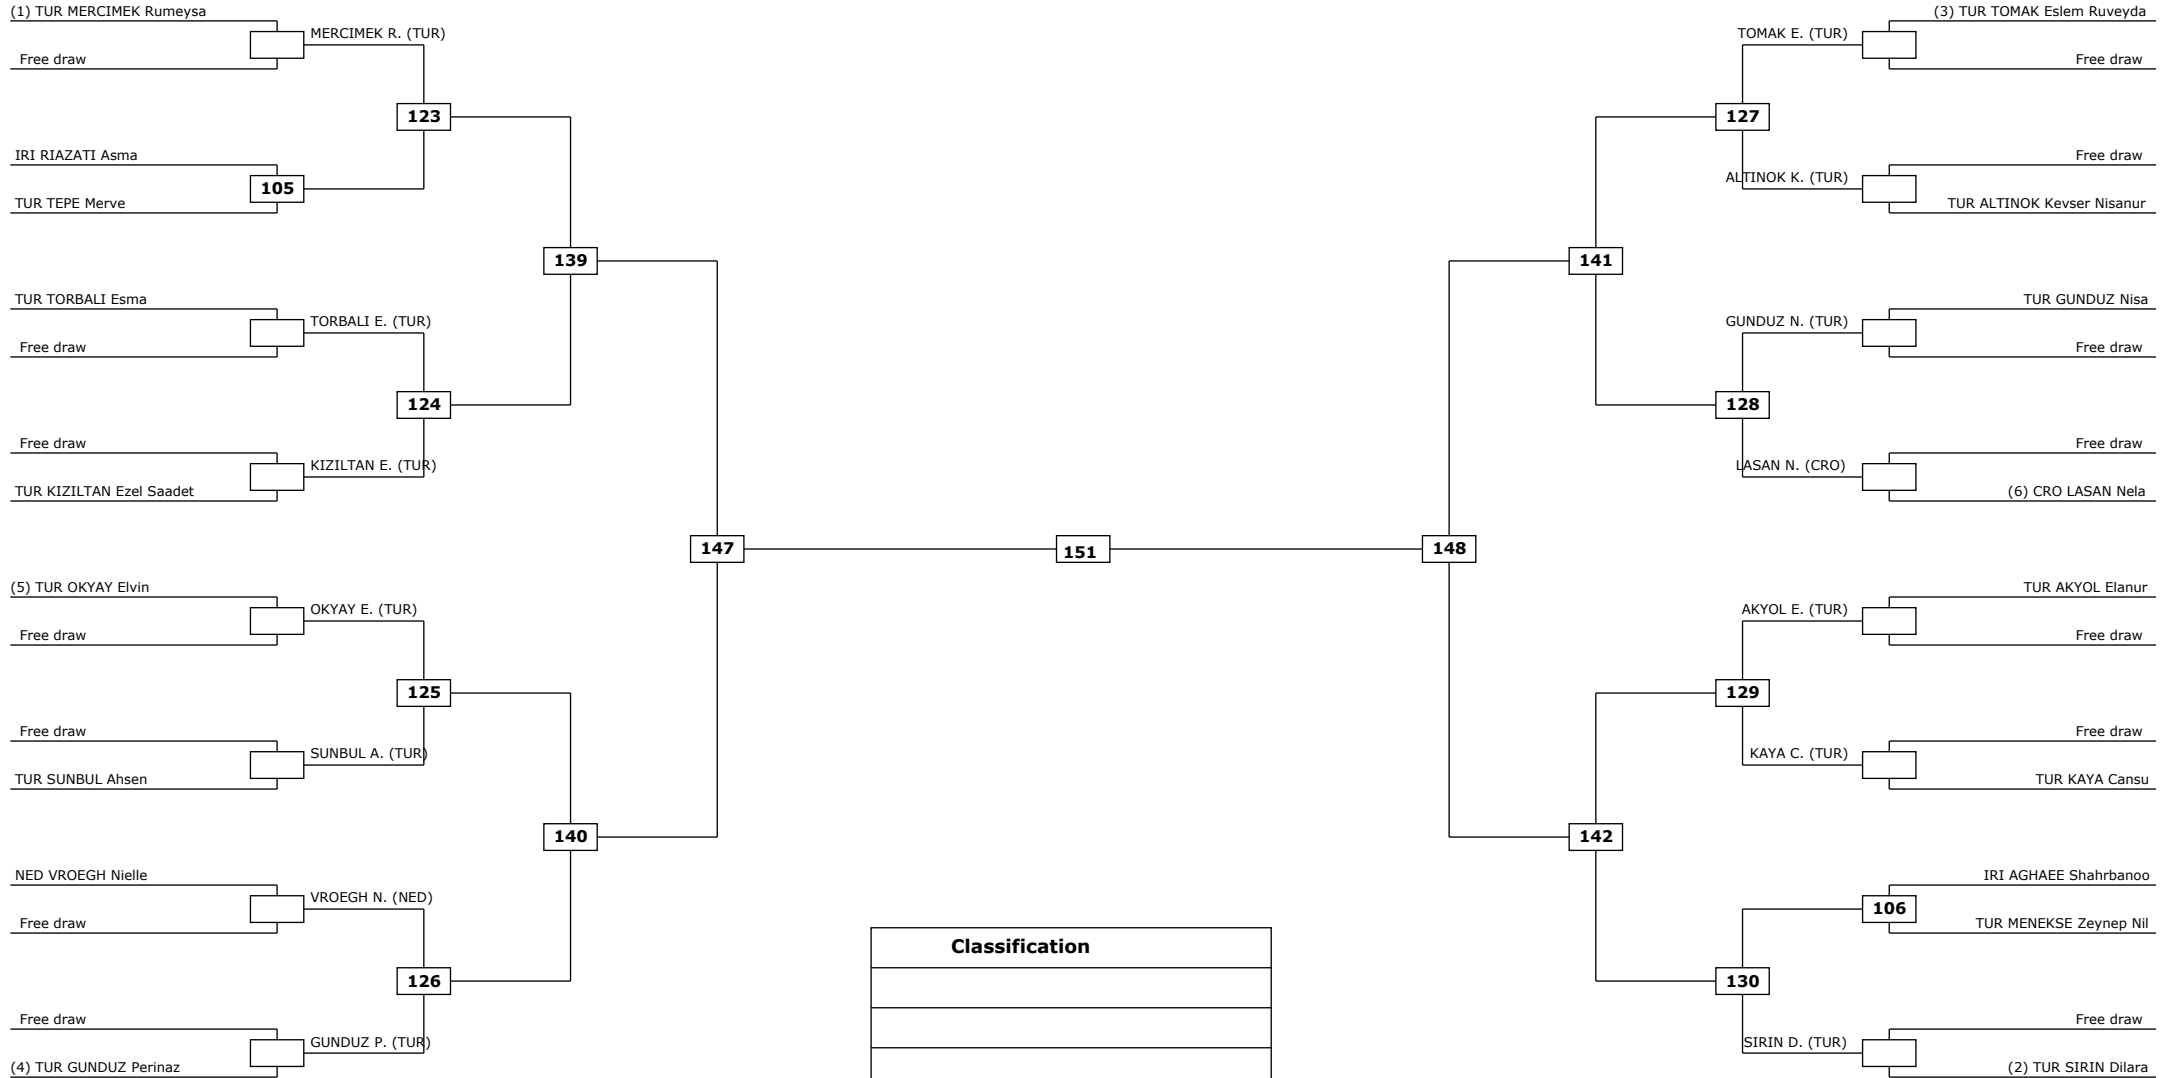 (1) TUR MERCIMEK Rumeysa
MERCIMEK R. (TUR)
Free draw
123
IRI RIAZATI Asma
105
TUR TEPE Merve
139
TUR TORBALI Esma
TORBALI E. (TUR)
Free draw
124
Free draw
KIZILTAN E. (TUR)
TUR KIZILTAN Ezel Saadet
147
(5) TUR OKYAY Elvin
OKYAY E. (TUR)
Free draw
125
Free draw
SUNBUL A. (TUR)
TUR SUNBUL Ahsen
140
NED VROEGH Nielle
VROEGH N. (NED)
Free draw
126
Free draw
GUNDUZ P. (TUR)
(4) TUR GUNDUZ Perinaz
151
Classification
(3) TUR TOMAK Eslem Ruveyda
TOMAK E. (TUR)
Free draw
127
Free draw
ALTINOK K. (TUR)
TUR ALTINOK Kevser Nisanur
141
TUR GUNDUZ Nisa
GUNDUZ N. (TUR)
Free draw
128
Free draw
LASAN N. (CRO)
(6) CRO LASAN Nela
148
TUR AKYOL Elanur
AKYOL E. (TUR)
Free draw
129
Free draw
KAYA C. (TUR)
TUR KAYA Cansu
142
IRI AGHAEE Shahrbanoo
106
TUR MENEKSE Zeynep Nil
130
Free draw
SIRIN D. (TUR)
(2) TUR SIRIN Dilara